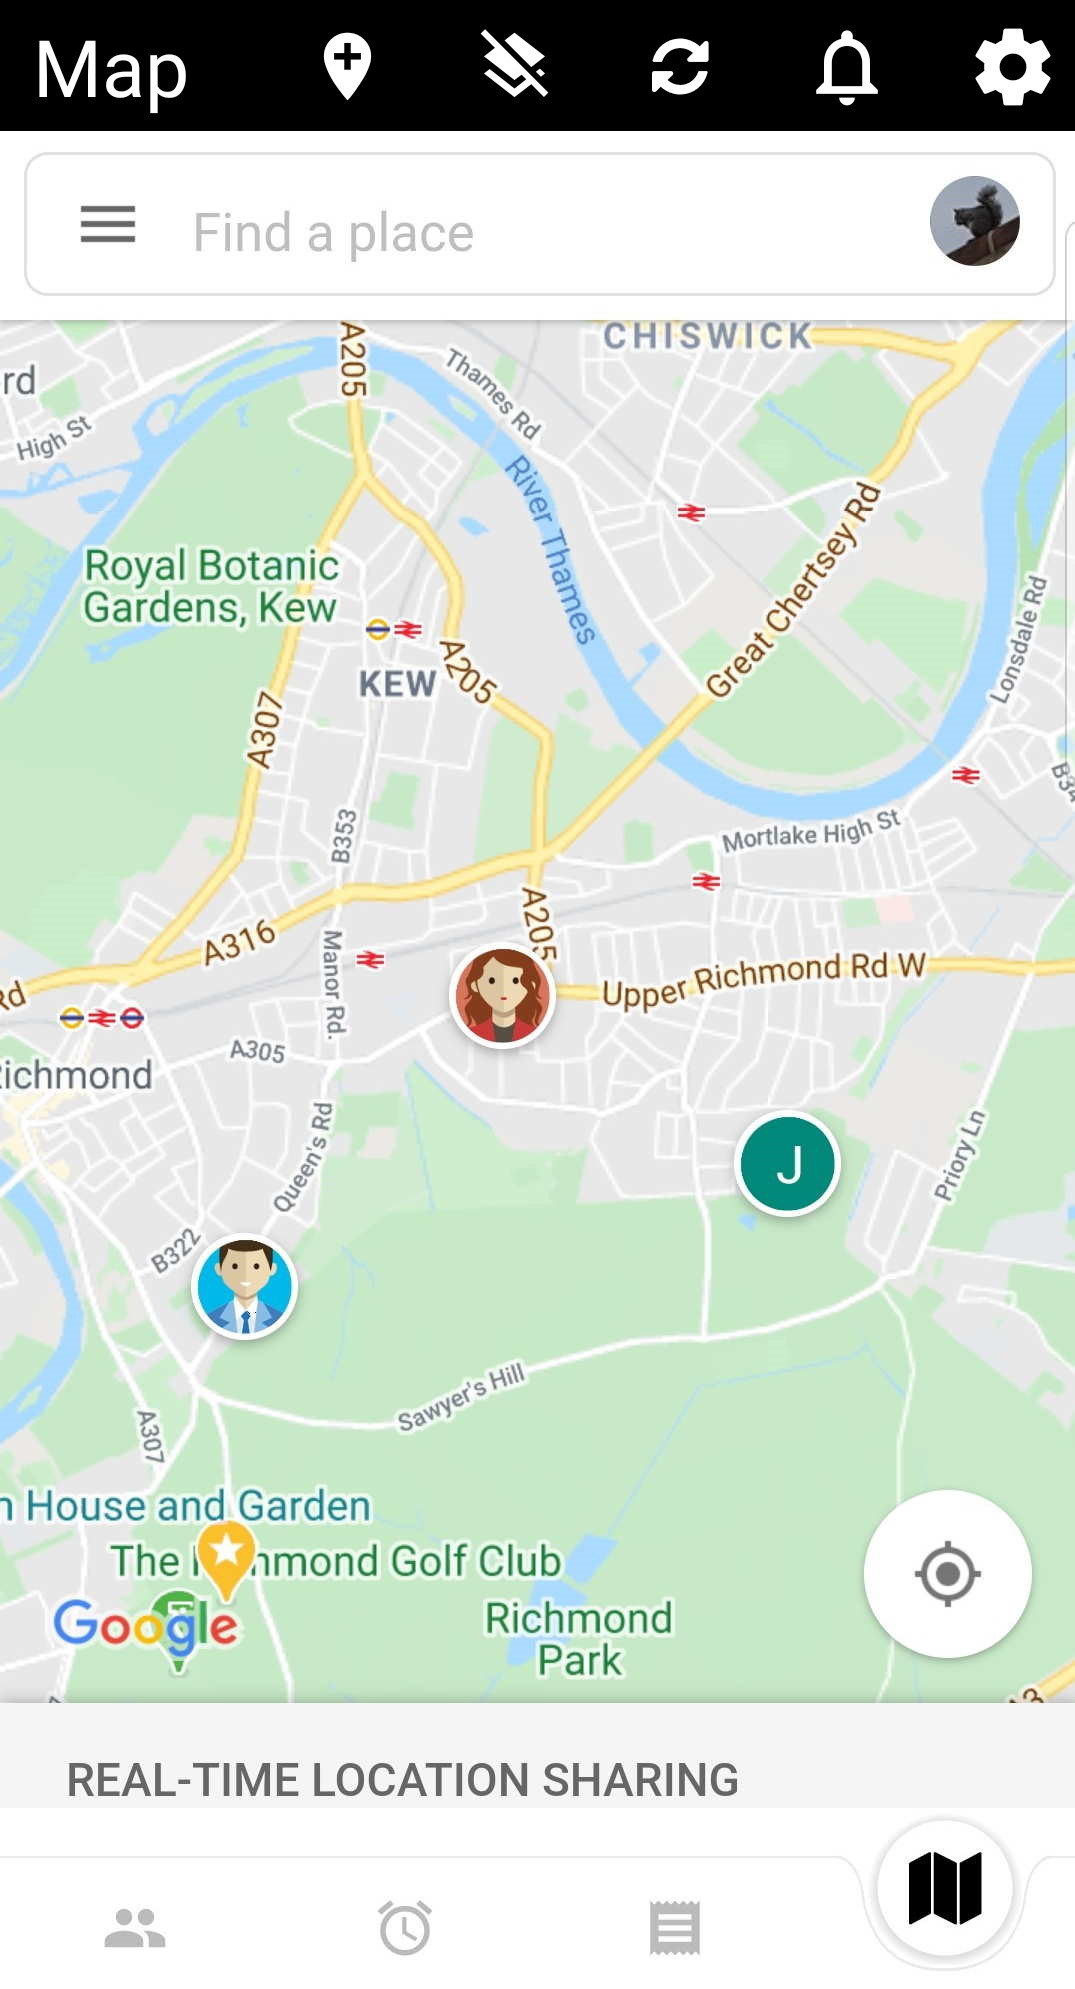 Map
Find a place
CHISWICK
A205
Thames Rd
rd
High St
River Thames
Great Chertsey Rd
Royal Botanic
Gardens, Kew
Lonsdale Rd
KEW
A205
A307
B353
Mortlake High St
A316
A205
Manor Rd.
Upper Richmond Rd W
Rd
A305
ichmond
Queen's Rd
Priory Ln
J
B322
Sawyer's Hill
A307
n House and Garden
The Richmond Golf Club
Google
Richmond
Park
REAL-TIME LOCATION SHARING